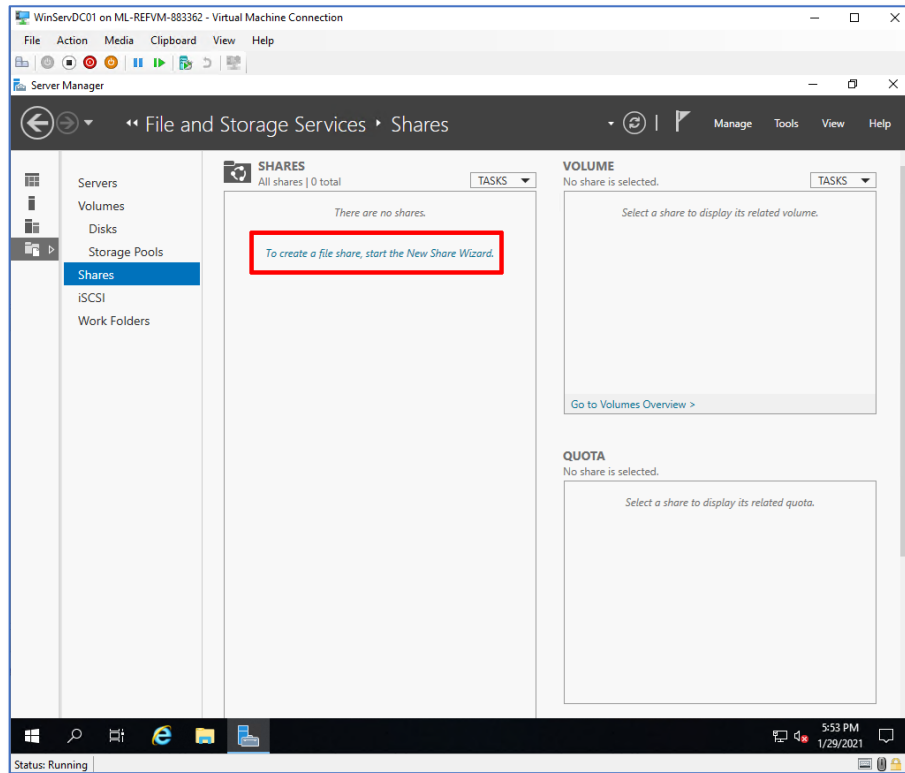 WinServDC01 on ML-REFVM-883362 - Virtual Machine Connection
File Action Media Clipboard View Help
Server Manager
File and Storage Services Shares
Manage Tools View Help
Servers
Volumes
Disks
Storage Pools
Shares
iSCSI
Work Folders
SHARES
All shares | 0 total
TASKS
There are no shares.
To create a file share, start the New Share Wizard.
VOLUME
No share is selected.
TASKS
Select a share to display its related volume.
Go to Volumes Overview >
QUOTA
No share is selected.
Select a share to display its related quota.
5:53 PM
1/29/2021
Status: Running